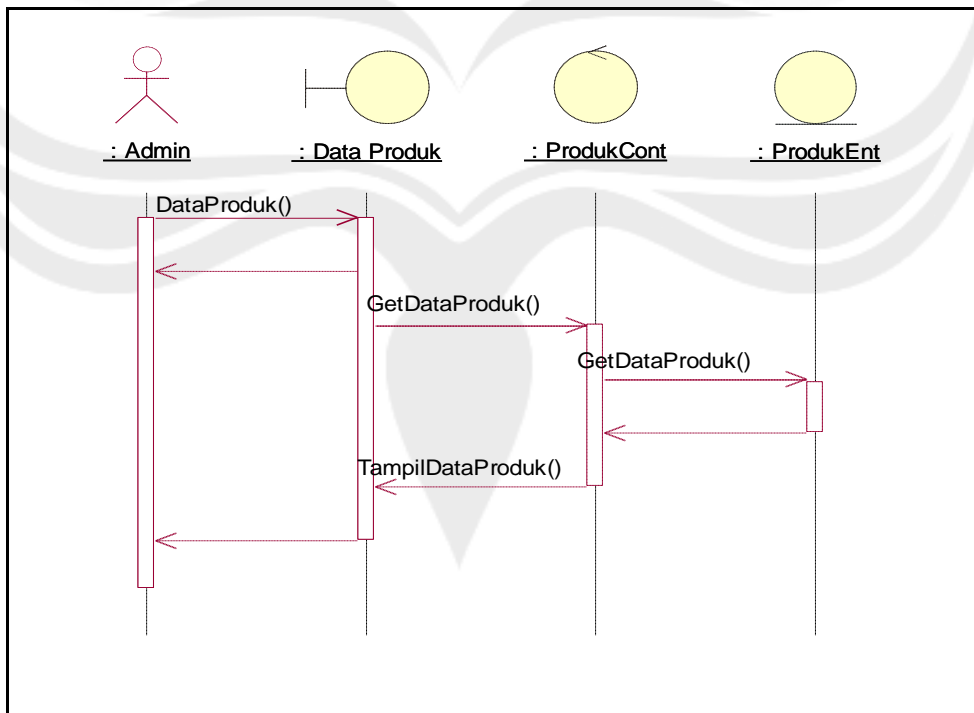 : Admin
: Data Produk
: ProdukCont
: ProdukEnt
DataProduk()
GetDataProduk()
GetDataProduk()
TampilDataProduk()